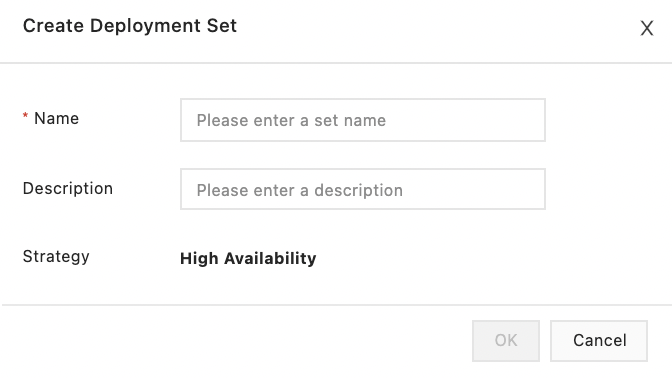 Create Deployment Set
X
* Name
Please enter a set name
Description
Please enter a description
Strategy
High Availability
OK
Cancel